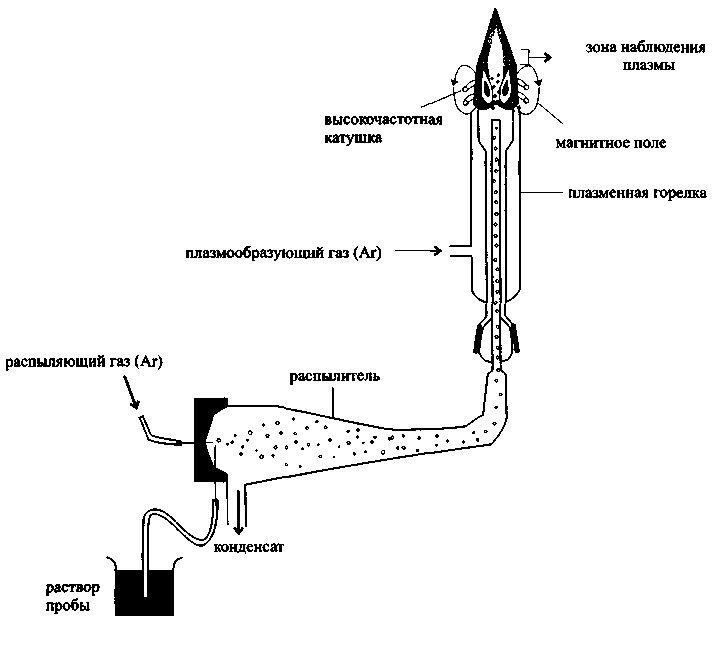 зона наблюдения
плазмы
высокочастотная
катушка
магнитное поле
плазменная горелка
плазмообразующий газ (Ar)
распыляющий газ (Ar)
распылитель
конденсат
раствор
пробы